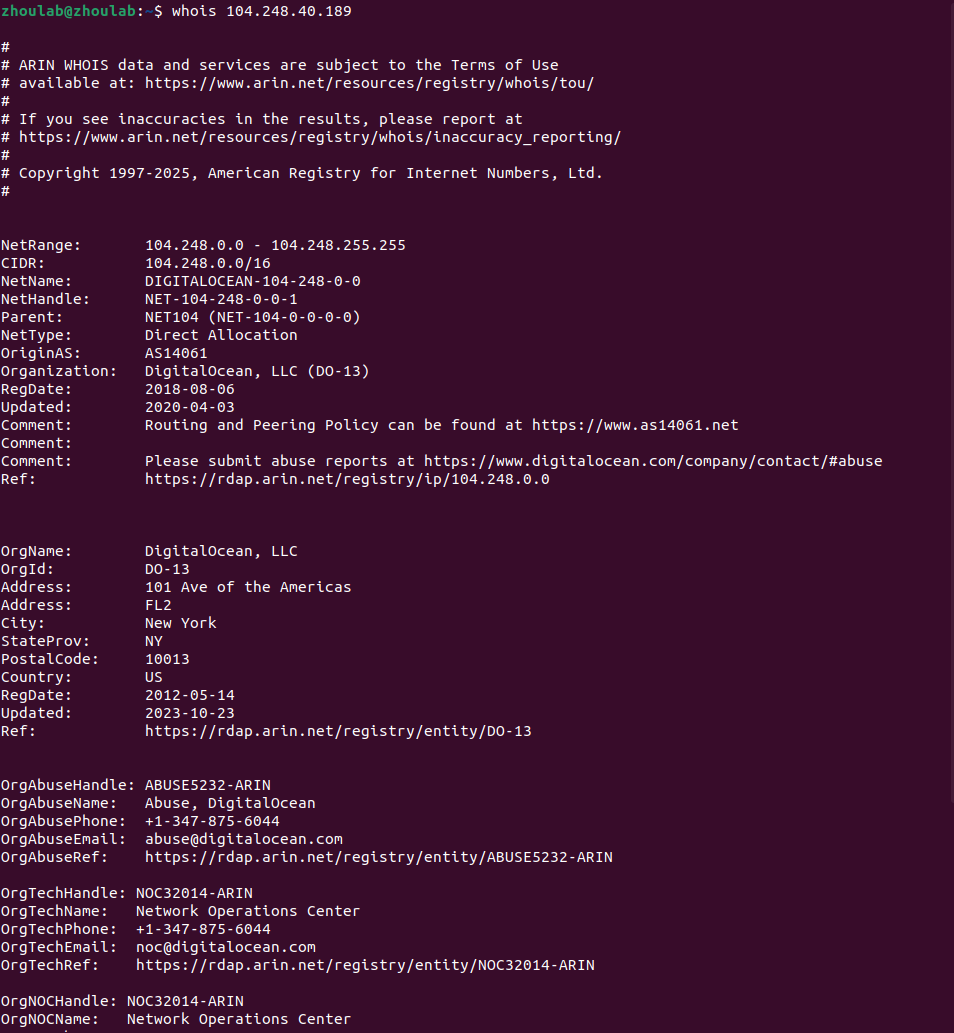 zhoulab@zhoulab:~$ whois 104.248.40.189
#
# ARIN WHOIS data and services are subject to the Terms of Use
# available at: https://www.arin.net/resources/registry/whois/tou/
#
# If you see inaccuracies in the results, please report at
# https://www.arin.net/resources/registry/whois/inaccuracy_reporting/
#
# Copyright 1997-2025, American Registry for Internet Numbers, Ltd.
#
NetRange:       104.248.0.0 - 104.248.255.255
CIDR:           104.248.0.0/16
NetName:        DIGITALOCEAN-104-248-0-0
NetHandle:      NET-104-248-0-0-1
Parent:         NET104 (NET-104-0-0-0-0)
NetType:        Direct Allocation
OriginAS:       AS14061
Organization:   DigitalOcean, LLC (DO-13)
RegDate:        2018-08-06
Updated:        2020-04-03
Comment:        Routing and Peering Policy can be found at https://www.as14061.net
Comment:
Comment:        Please submit abuse reports at https://www.digitalocean.com/company/contact/#abuse
Ref:            https://rdap.arin.net/registry/ip/104.248.0.0
OrgName:        DigitalOcean, LLC
OrgId:          DO-13
Address:        101 Ave of the Americas
Address:        FL2
City:           New York
StateProv:      NY
PostalCode:     10013
Country:        US
RegDate:        2012-05-14
Updated:        2023-10-23
Ref:            https://rdap.arin.net/registry/entity/DO-13
OrgAbuseHandle: ABUSE5232-ARIN
OrgAbuseName:   Abuse, DigitalOcean
OrgAbusePhone:  +1-347-875-6044
OrgAbuseEmail:  abuse@digitalocean.com
OrgAbuseRef:    https://rdap.arin.net/registry/entity/ABUSE5232-ARIN
OrgTechHandle: NOC32014-ARIN
OrgTechName:   Network Operations Center
OrgTechPhone:  +1-347-875-6044
OrgTechEmail:  noc@digitalocean.com
OrgTechRef:    https://rdap.arin.net/registry/entity/NOC32014-ARIN
OrgNOCHandle: NOC32014-ARIN
OrgNOCName:   Network Operations Center